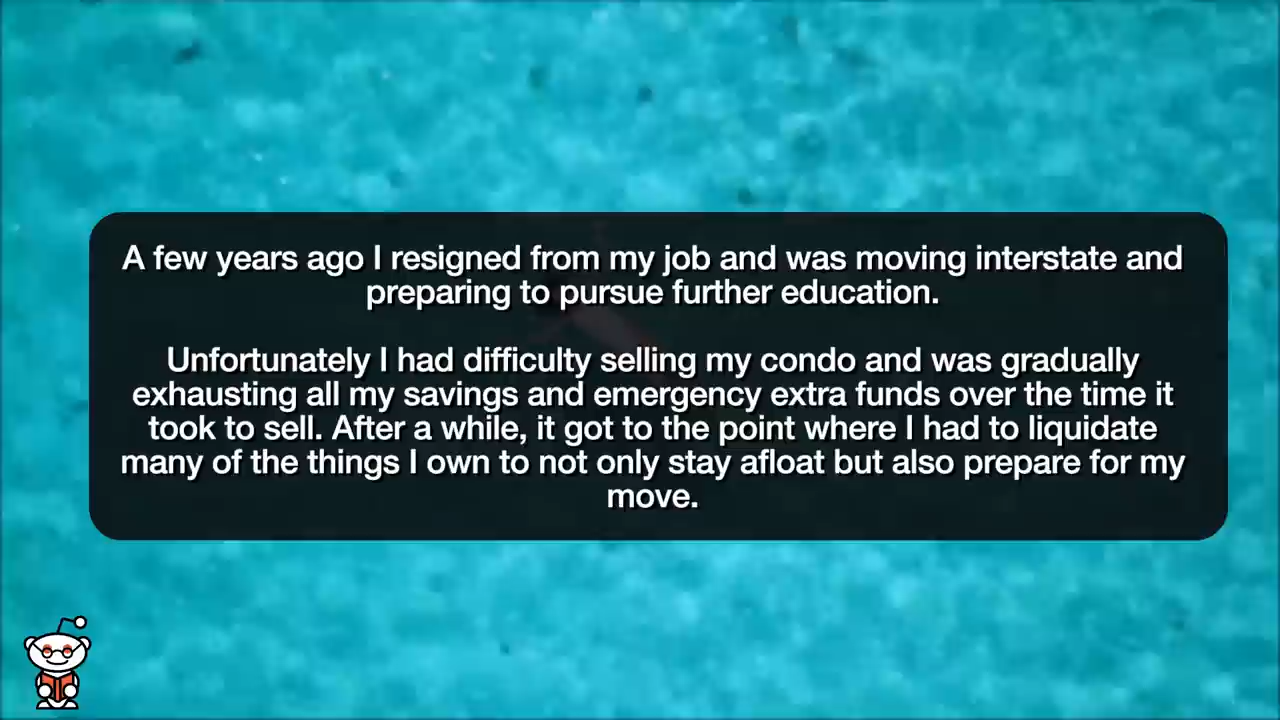 A few years ago I resigned from my job and was moving interstate and
preparing to pursue further education.
Unfortunately I had difficulty selling my condo and was gradually
exhausting all my savings and emergency extra funds over the time it
took to sell. After a while, it got to the point where I had to liquidate
many of the things I own to not only stay afloat but also prepare for my
move.